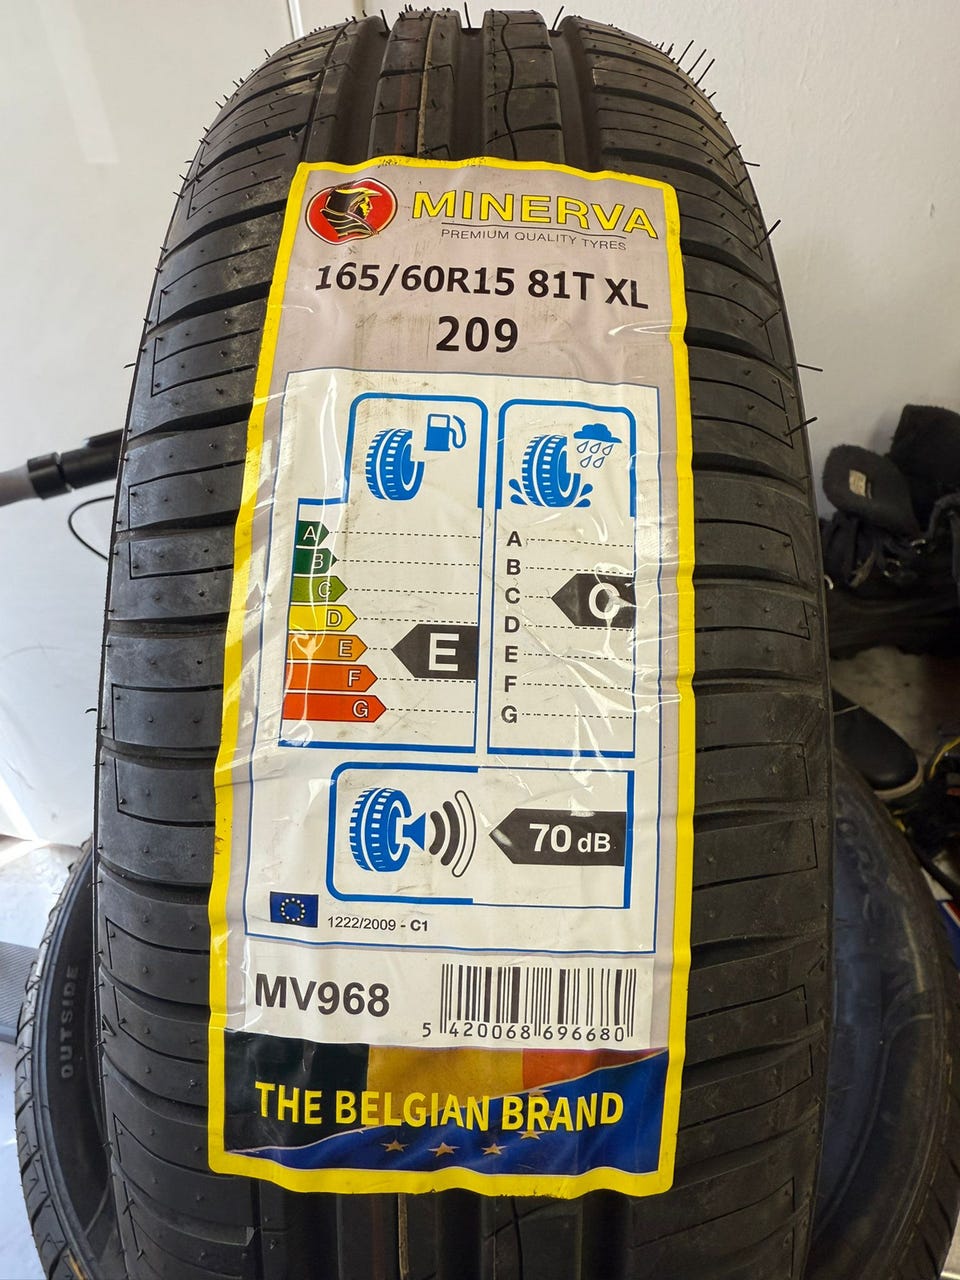 MINERVA
PREMIUM QUALITY TYRES
165/60R15 81T XL
209
A
B
C
D
E
F
G
E
A
B
C
D
E
F
G
C
70 dB
1222/2009 - C1
MV968
5 420068 696680
THE BELGIAN BRAND
OUTSIDE